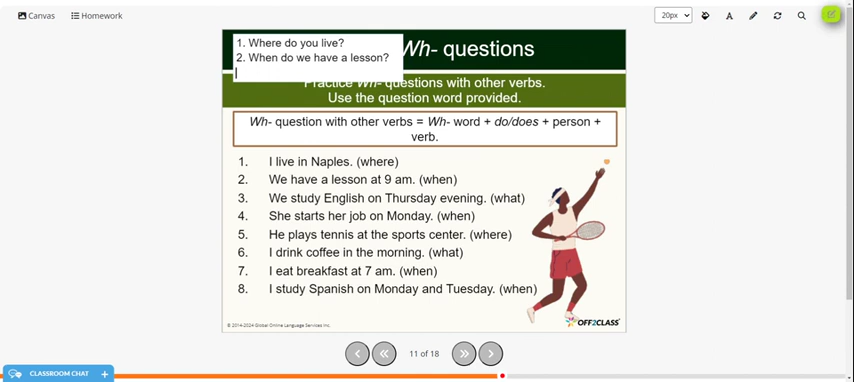 Canvas
Homework
20px
1. Where do you live?
2. When do we have a lesson?
Wh- questions
Practice Wh- questions with other verbs.
Use the question word provided.
Wh- question with other verbs = Wh- word + do/does + person +
verb.
1. I live in Naples. (where)
2. We have a lesson at 9 am. (when)
3. We study English on Thursday evening. (what)
4. She starts her job on Monday. (when)
5. He plays tennis at the sports center. (where)
6. I drink coffee in the morning. (what)
7. I eat breakfast at 7 am. (when)
8. I study Spanish on Monday and Tuesday. (when)
© 2014-2024 Global Online Language Services Inc.
OFF2CLASS
11 of 18
CLASSROOM CHAT +